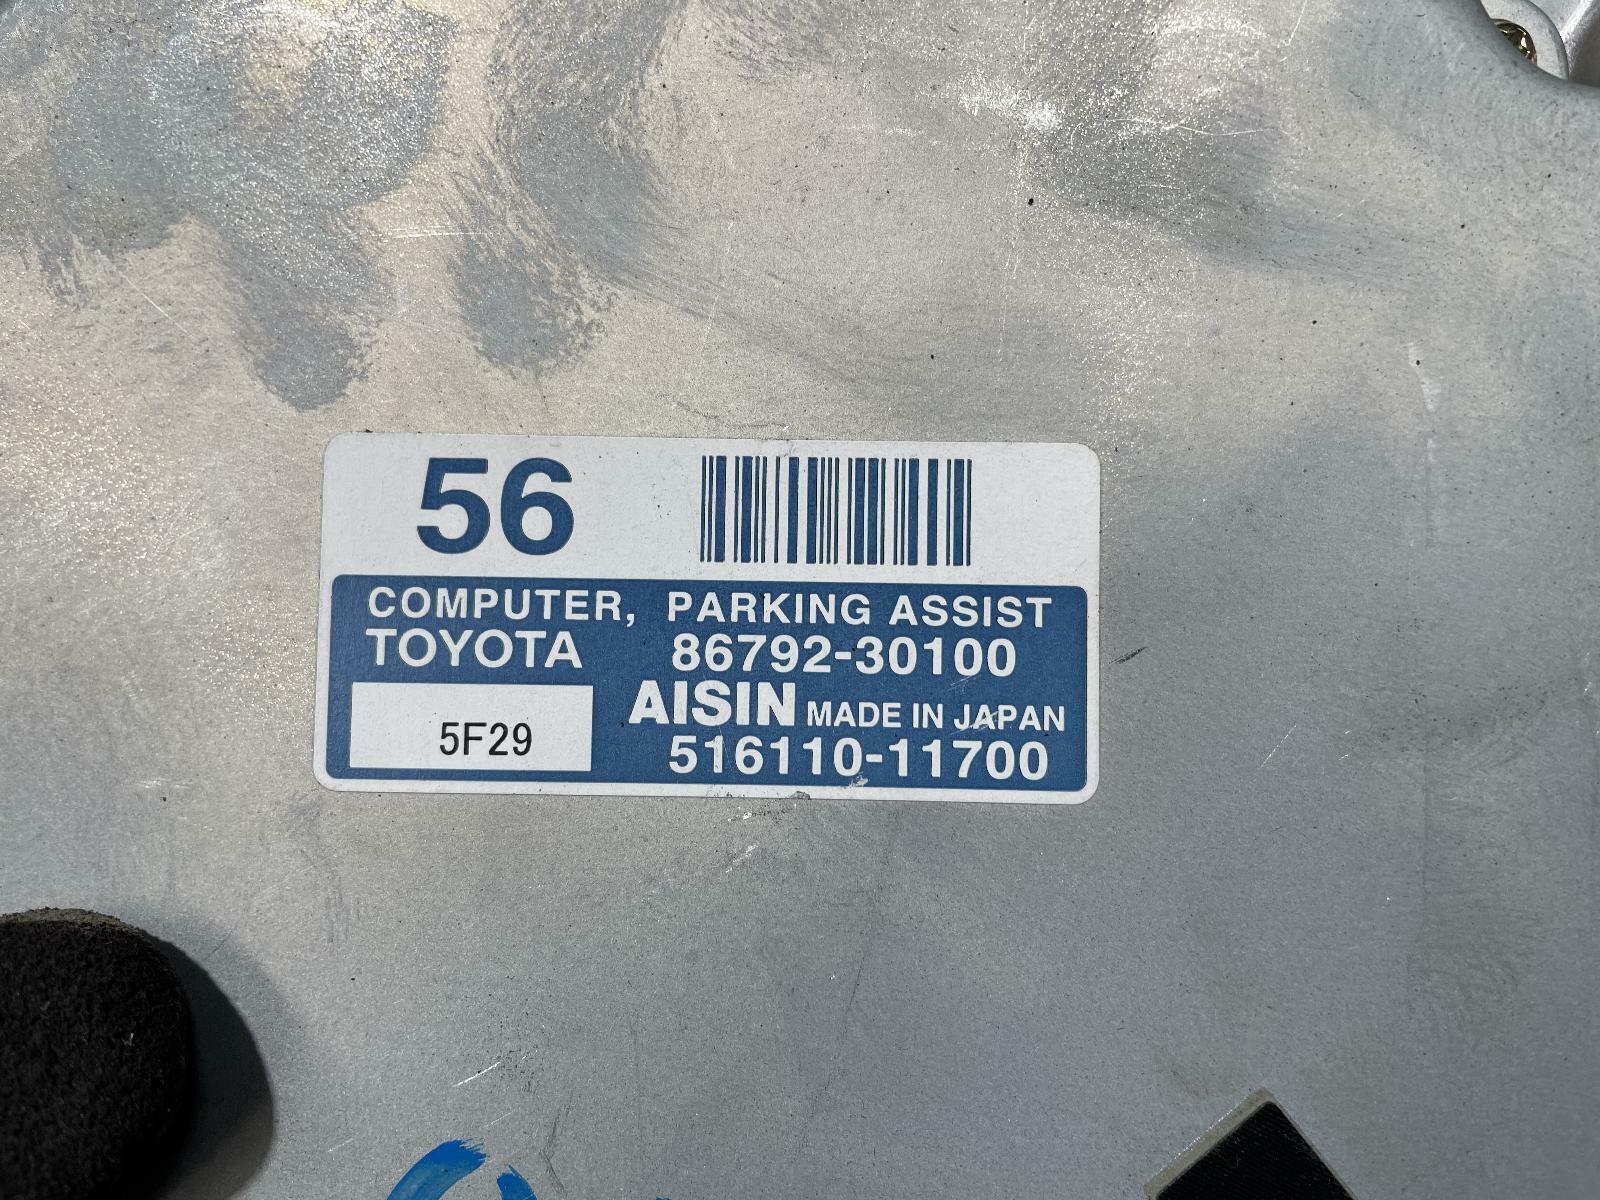 56
COMPUTER, PARKING ASSIST
TOYOTA 86792-30100
AISIN MADE IN JAPAN
5F29
516110-11700